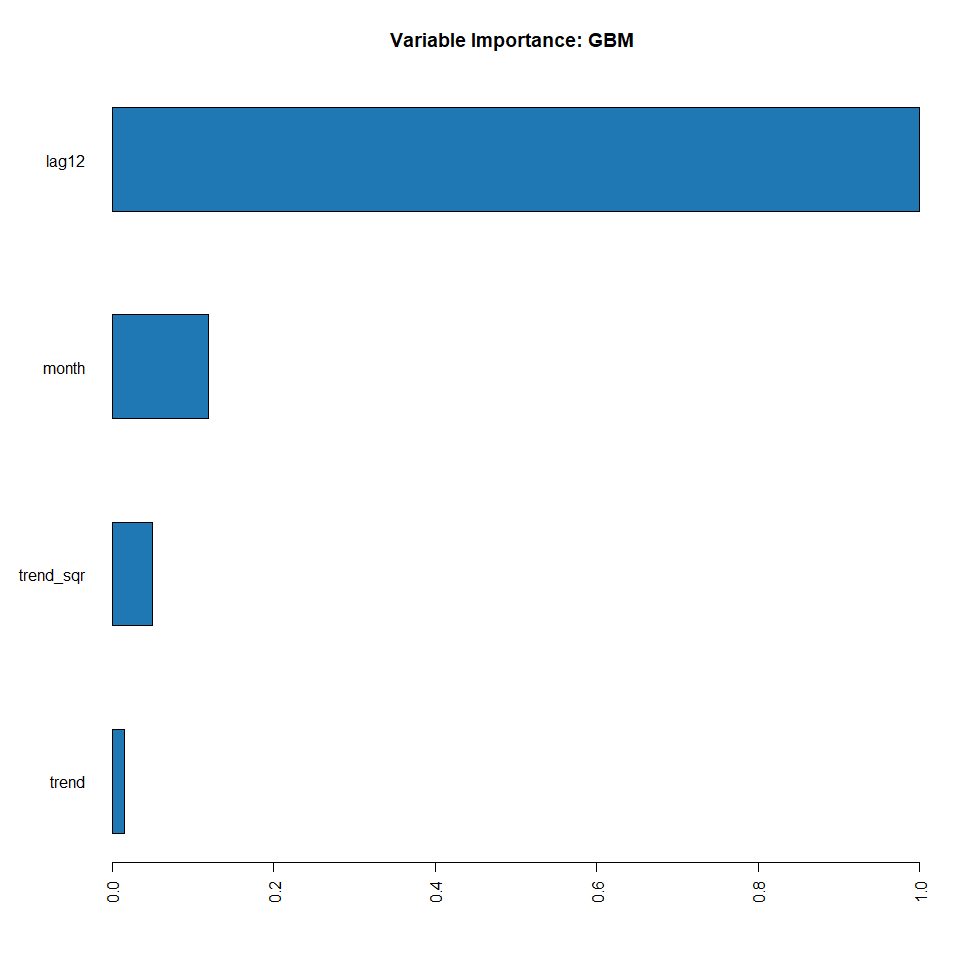 Variable Importance: GBM
lag12
month
trend_sqr
trend
0.0 0.2 0.4 0.6 0.8 1.0